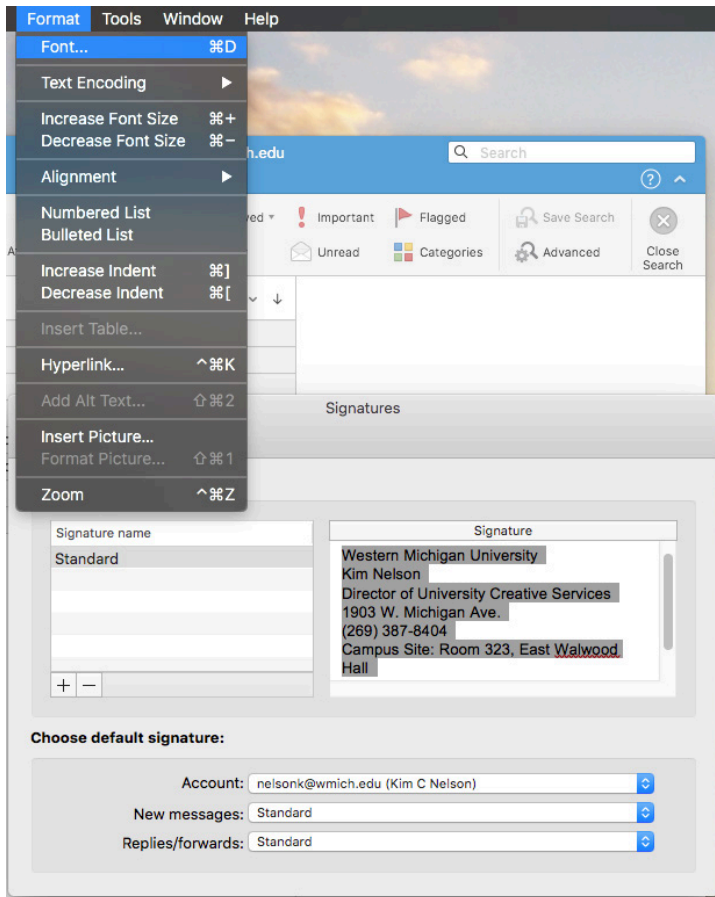 Format Tools Window Help
Font... ⌘D
Text Encoding ▶
Increase Font Size ⌘+
Decrease Font Size ⌘−
Alignment ▶
Numbered List
Bulleted List
Increase Indent ⌘]
Decrease Indent ⌘[
Insert Table...
Hyperlink... ^⌘K
Add Alt Text... ⇧⌘2
Insert Picture...
Format Picture... ⇧⌘1
Zoom ^⌘Z
h.edu
Search
Important Flagged Save Search
Unread Categories Advanced Close
Search
Signatures
Signature name
Standard
Signature
Western Michigan University
Kim Nelson
Director of University Creative Services
1903 W. Michigan Ave.
(269) 387-8404
Campus Site: Room 323, East Walwood
Hall
Choose default signature:
Account: nelsonk@wmich.edu (Kim C Nelson)
New messages: Standard
Replies/forwards: Standard